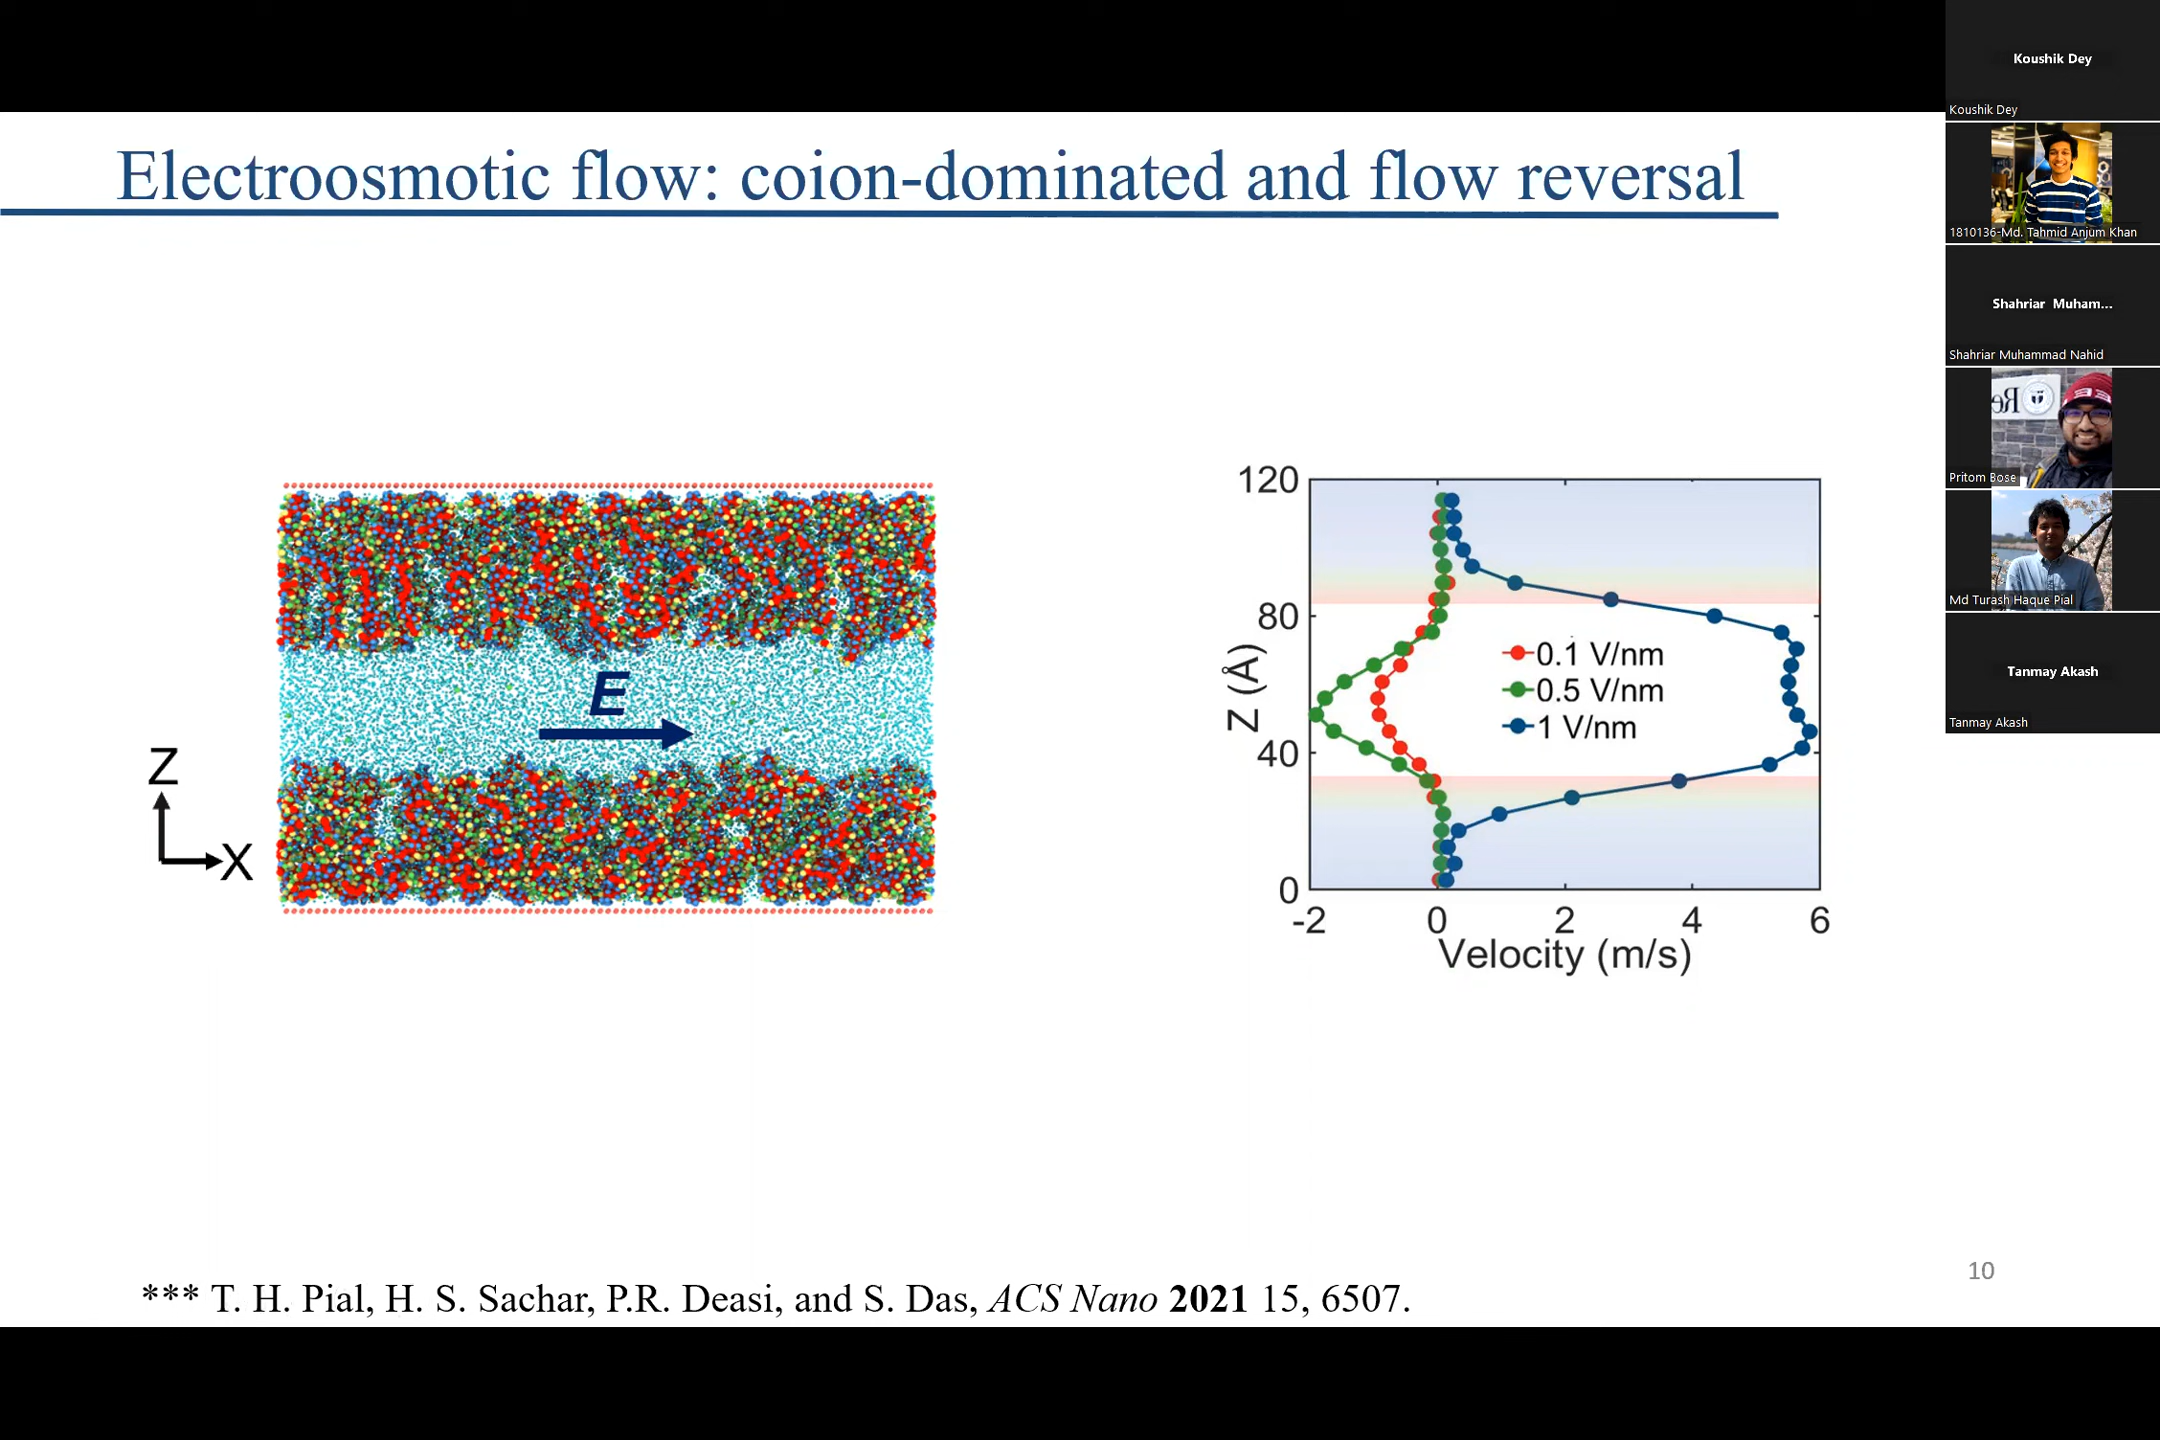 Electroosmotic flow: coion-dominated and flow reversal
E
Z
X
120
80
40
0
Z (Å)
0.1 V/nm
0.5 V/nm
1 V/nm
-2 0 2 4 6
Velocity (m/s)
*** T. H. Pial, H. S. Sachar, P.R. Deasi, and S. Das, ACS Nano 2021 15, 6507.
10
Koushik Dey
Koushik Dey
1810136-Md. Tahmid Anjum Khan
Shahriar Muham...
Shahriar Muhammad Nahid
Pritom Bose
Md Turash Haque Pial
Tanmay Akash
Tanmay Akash